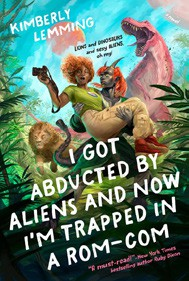 KIMBERLY
LEMMING
LIONS AND DINOSAURS
AND SEXY ALIENS,
OH MY!
I GOT
ABDUCTED BY
ALIENS AND NOW
I'M TRAPPED IN
A ROM-COM
"A must-read!" —New York Times
bestselling author Ruby Dixon